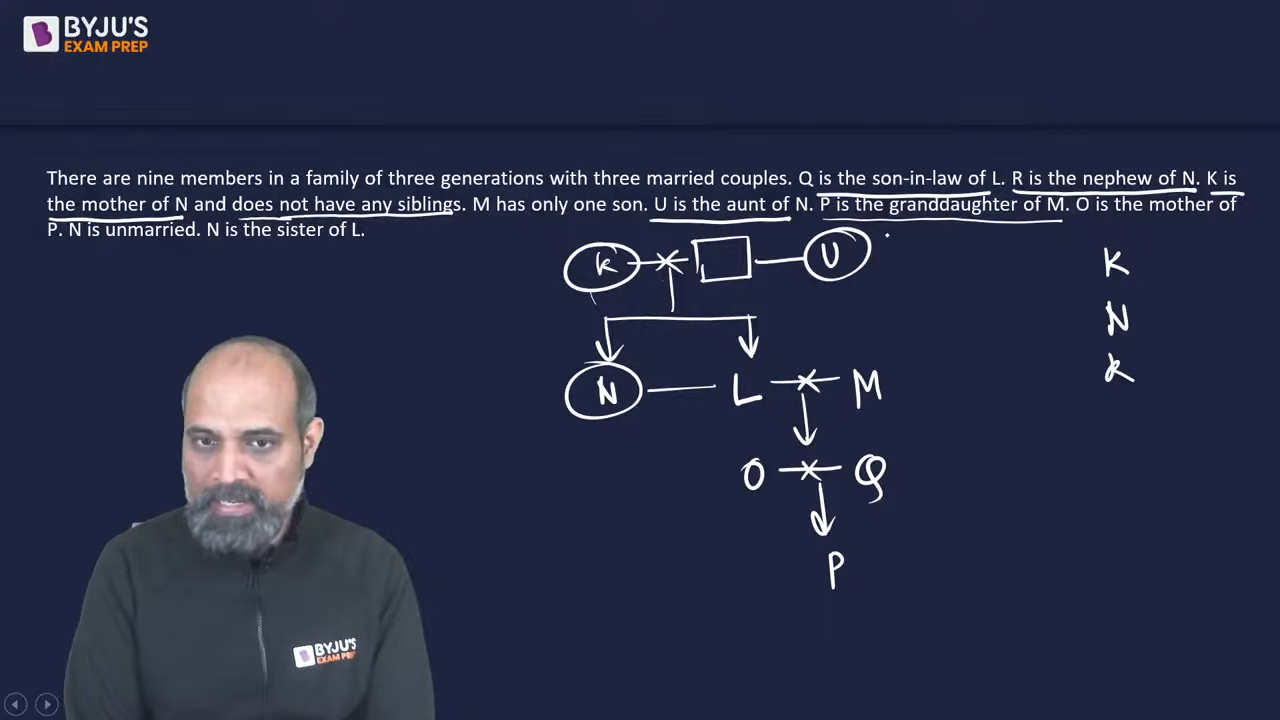 BYJU'S
EXAM PREP
There are nine members in a family of three generations with three married couples. Q is the son-in-law of L. R is the nephew of N. K is
the mother of N and does not have any siblings. M has only one son. U is the aunt of N. P is the granddaughter of M. O is the mother of
P. N is unmarried. N is the sister of L.
K U
K
N
N L M
K
O Q
P
BYJU'S
EXAM PREP